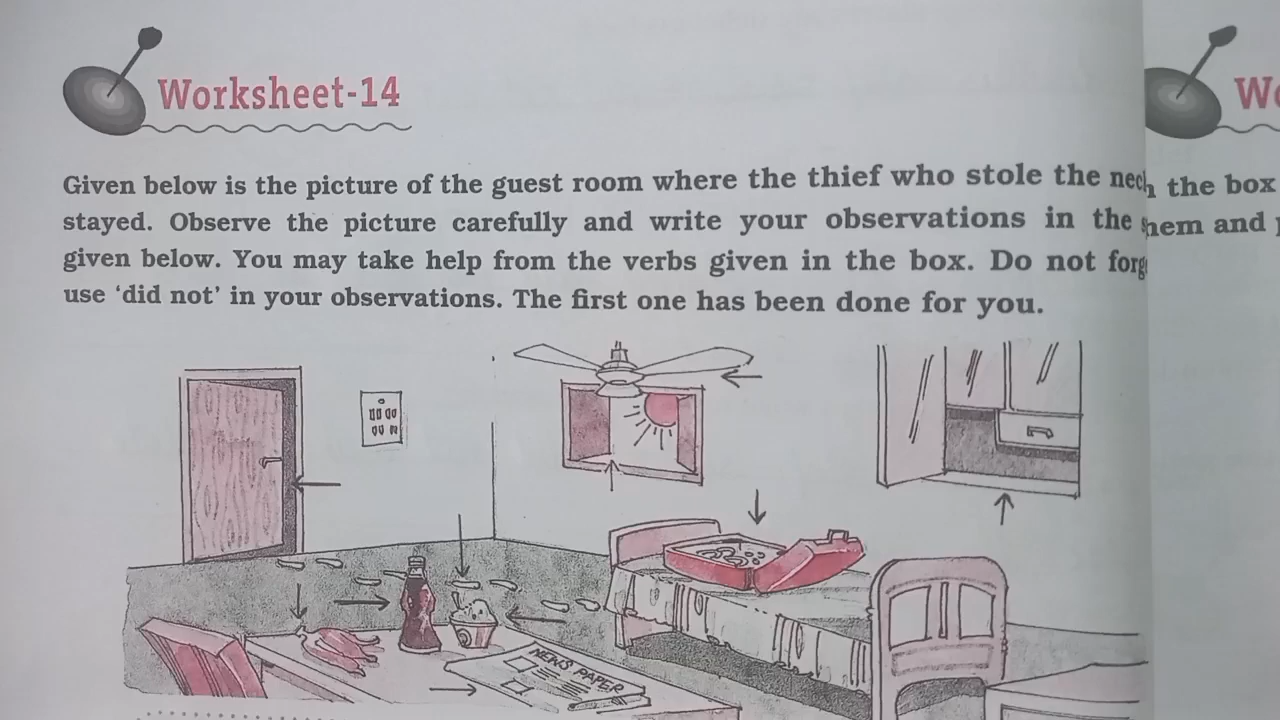 Worksheet-14
Given below is the picture of the guest room where the thief who stole the
stayed. Observe the picture carefully and write your observations in the
given below. You may take help from the verbs given in the box. Do not
use ‘did not’ in your observations. The first one has been done for you.
NEWS PAPER
the box
and